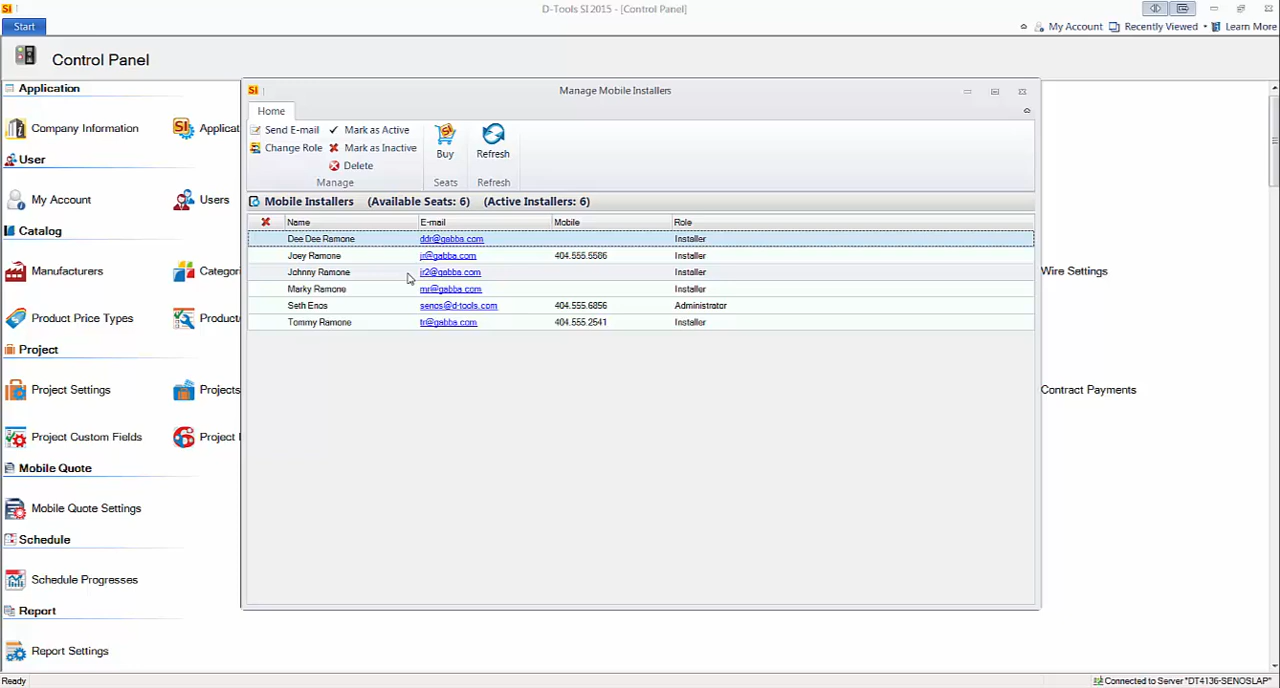 SI
D-Tools SI 2015 - [Control Panel]
Start
My Account
Recently Viewed
Learn More
Control Panel
Application
Company Information
SI
Applicat
User
My Account
Users
Catalog
Manufacturers
Categori
Wire Settings
Product Price Types
Product
Project
Project Settings
Projects
Contract Payments
Project Custom Fields
Project
Mobile Quote
Mobile Quote Settings
Schedule
Schedule Progresses
Report
Report Settings
SI
Manage Mobile Installers
Home
Send E-mail
Mark as Active
Change Role
Mark as Inactive
Delete
Manage
Buy
Seats
Refresh
Refresh
Mobile Installers (Available Seats: 6) (Active Installers: 6)
Name E-mail Mobile Role
Dee Dee Ramone ddr@gabba.com Installer
Joey Ramone jr@gabba.com 404.555.5586 Installer
Johnny Ramone jr2@gabba.com Installer
Marky Ramone mr@gabba.com Installer
Seth Enos senos@d-tools.com 404.555.6856 Administrator
Tommy Ramone tr@gabba.com 404.555.2541 Installer
Ready
Connected to Server "DT4136-SENOSLAP"